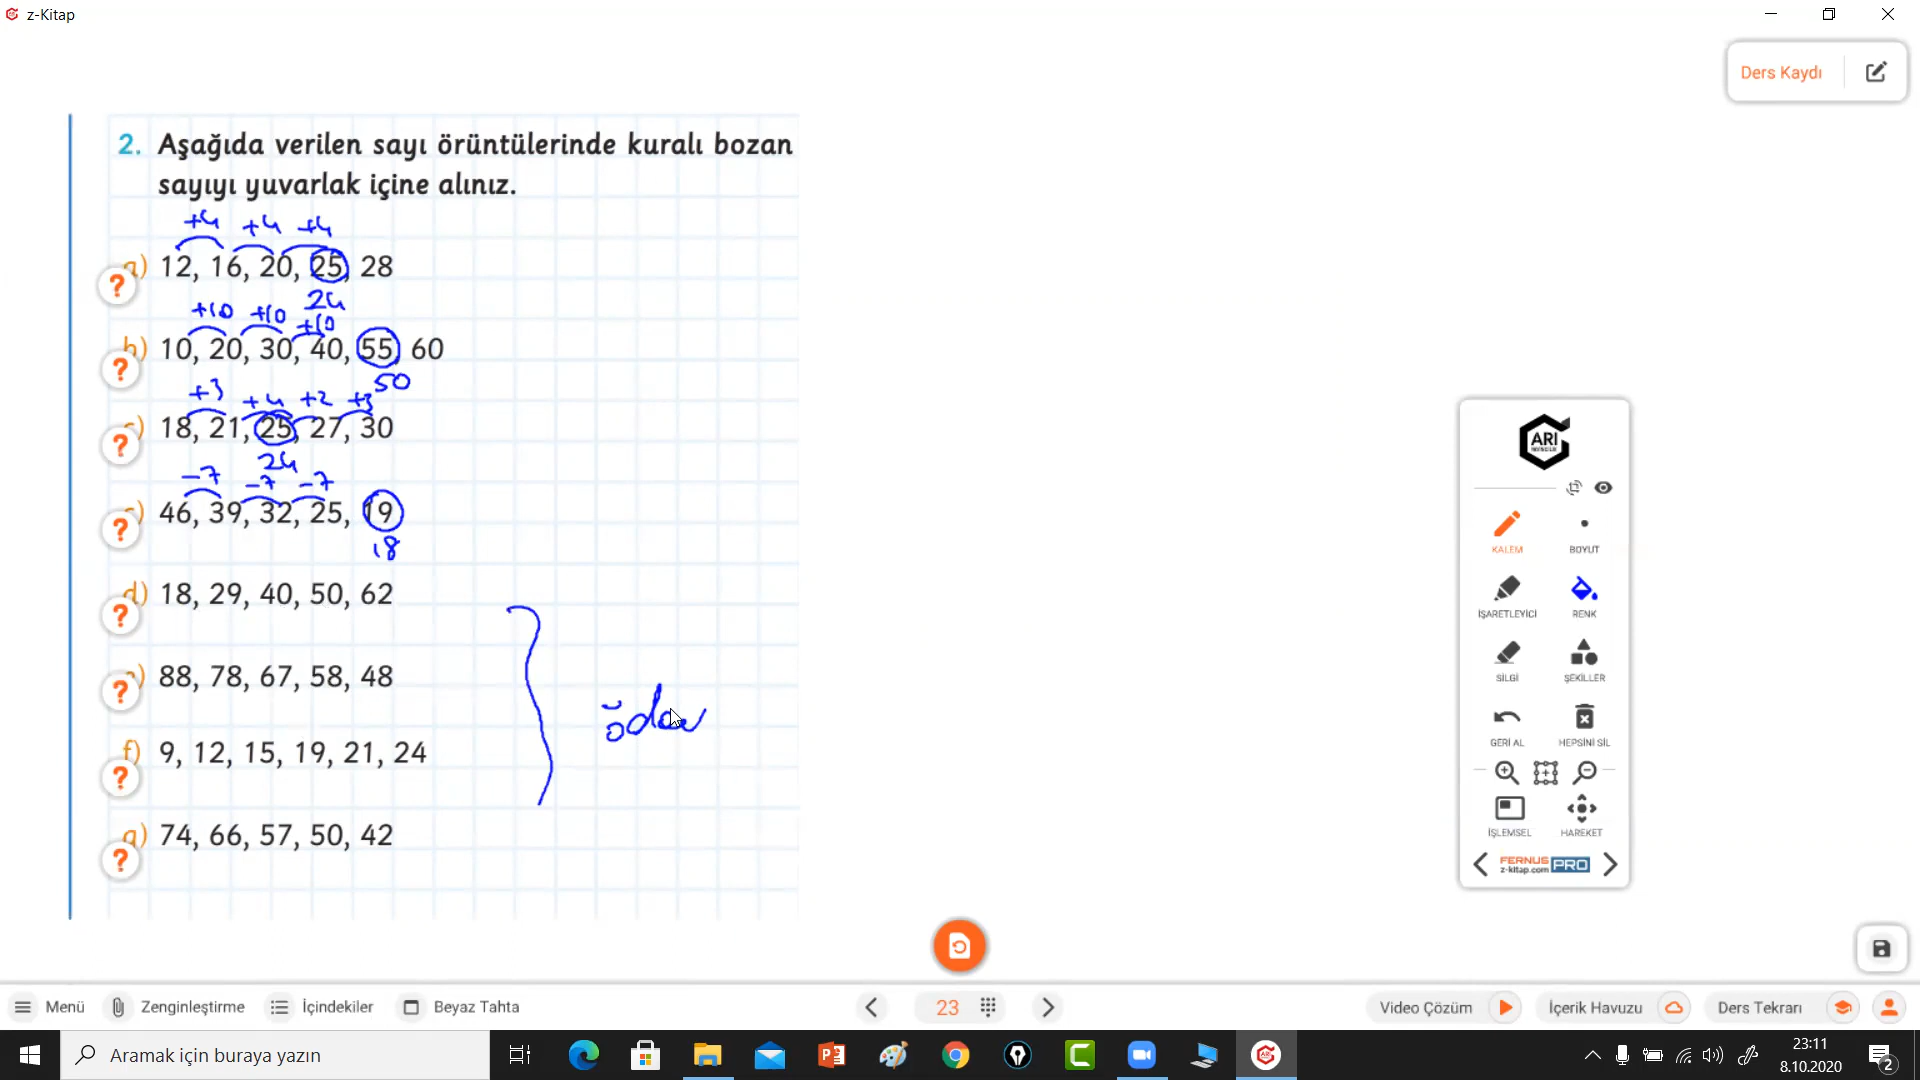 z-Kitap
Ders Kaydı
2. Aşağıda verilen sayı örüntülerinde kuralı bozan
sayıyı yuvarlak içine alınız.
+4 +4 +4
12, 16, 20, 25, 28
24
+10 +10 +10
10, 20, 30, 40, 55, 60
50
+3 +4 +2 +3
18, 21, 25, 27, 30
24
-7 -7 -7
46, 39, 32, 25, 19
18
d) 18, 29, 40, 50, 62
88, 78, 67, 58, 48
f) 9, 12, 15, 19, 21, 24
74, 66, 57, 50, 42
ARI
KALEM
BOYUT
İŞARETLEYİCİ
RENK
SİLGİ
ŞEKİLLER
GERİ AL
HEPSİNİ SİL
İŞLEMSEL
HAREKET
FERNUS
z-kitap.com
PRO
Menü
Zenginleştirme
İçindekiler
Beyaz Tahta
23
Video Çözüm
İçerik Havuzu
Ders Tekrarı
Aramak için buraya yazın
23:11
8.10.2020
2